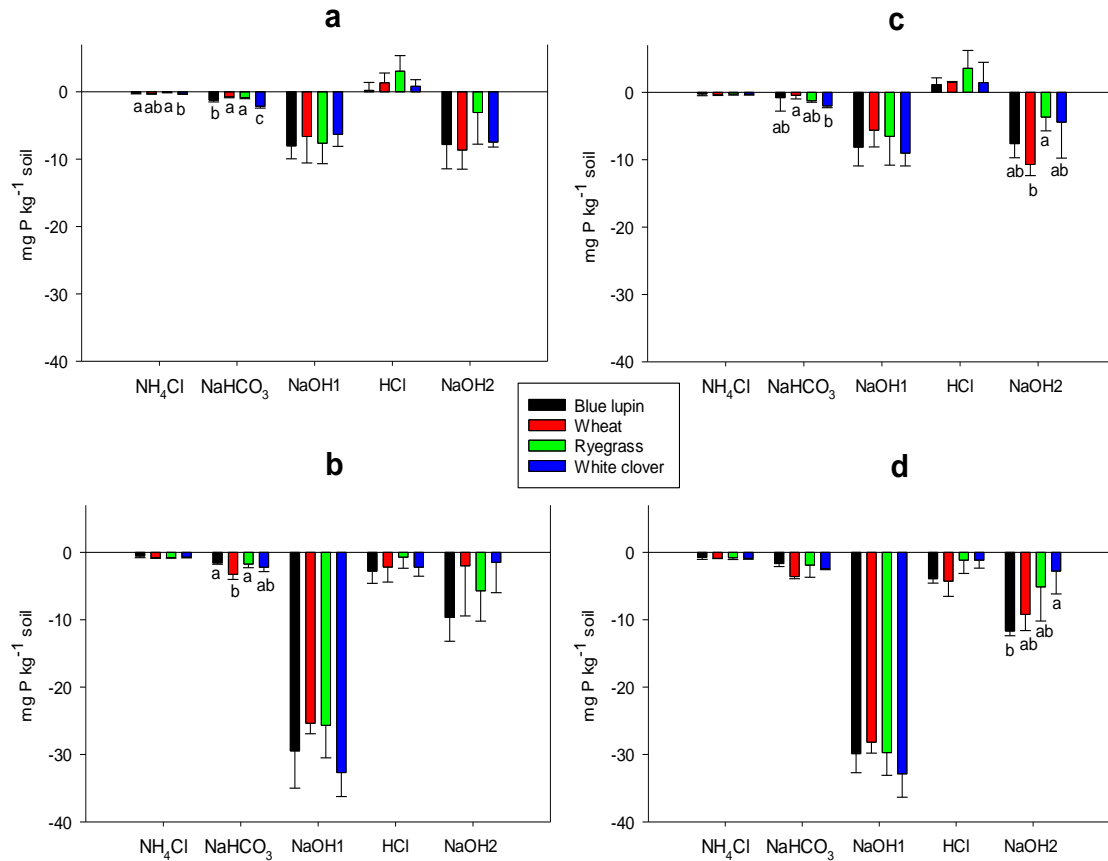 a
mg P kg⁻¹ soil
0
-10
-20
-30
-40
a ab a b
b a a c
NH₄Cl NaHCO₃ NaOH1 HCl NaOH2
c
mg P kg⁻¹ soil
0
-10
-20
-30
-40
ab a ab b
ab b a ab
NH₄Cl NaHCO₃ NaOH1 HCl NaOH2
Blue lupin
Wheat
Ryegrass
White clover
b
mg P kg⁻¹ soil
0
-10
-20
-30
-40
a b a ab
NH₄Cl NaHCO₃ NaOH1 HCl NaOH2
d
mg P kg⁻¹ soil
0
-10
-20
-30
-40
b ab ab a
NH₄Cl NaHCO₃ NaOH1 HCl NaOH2